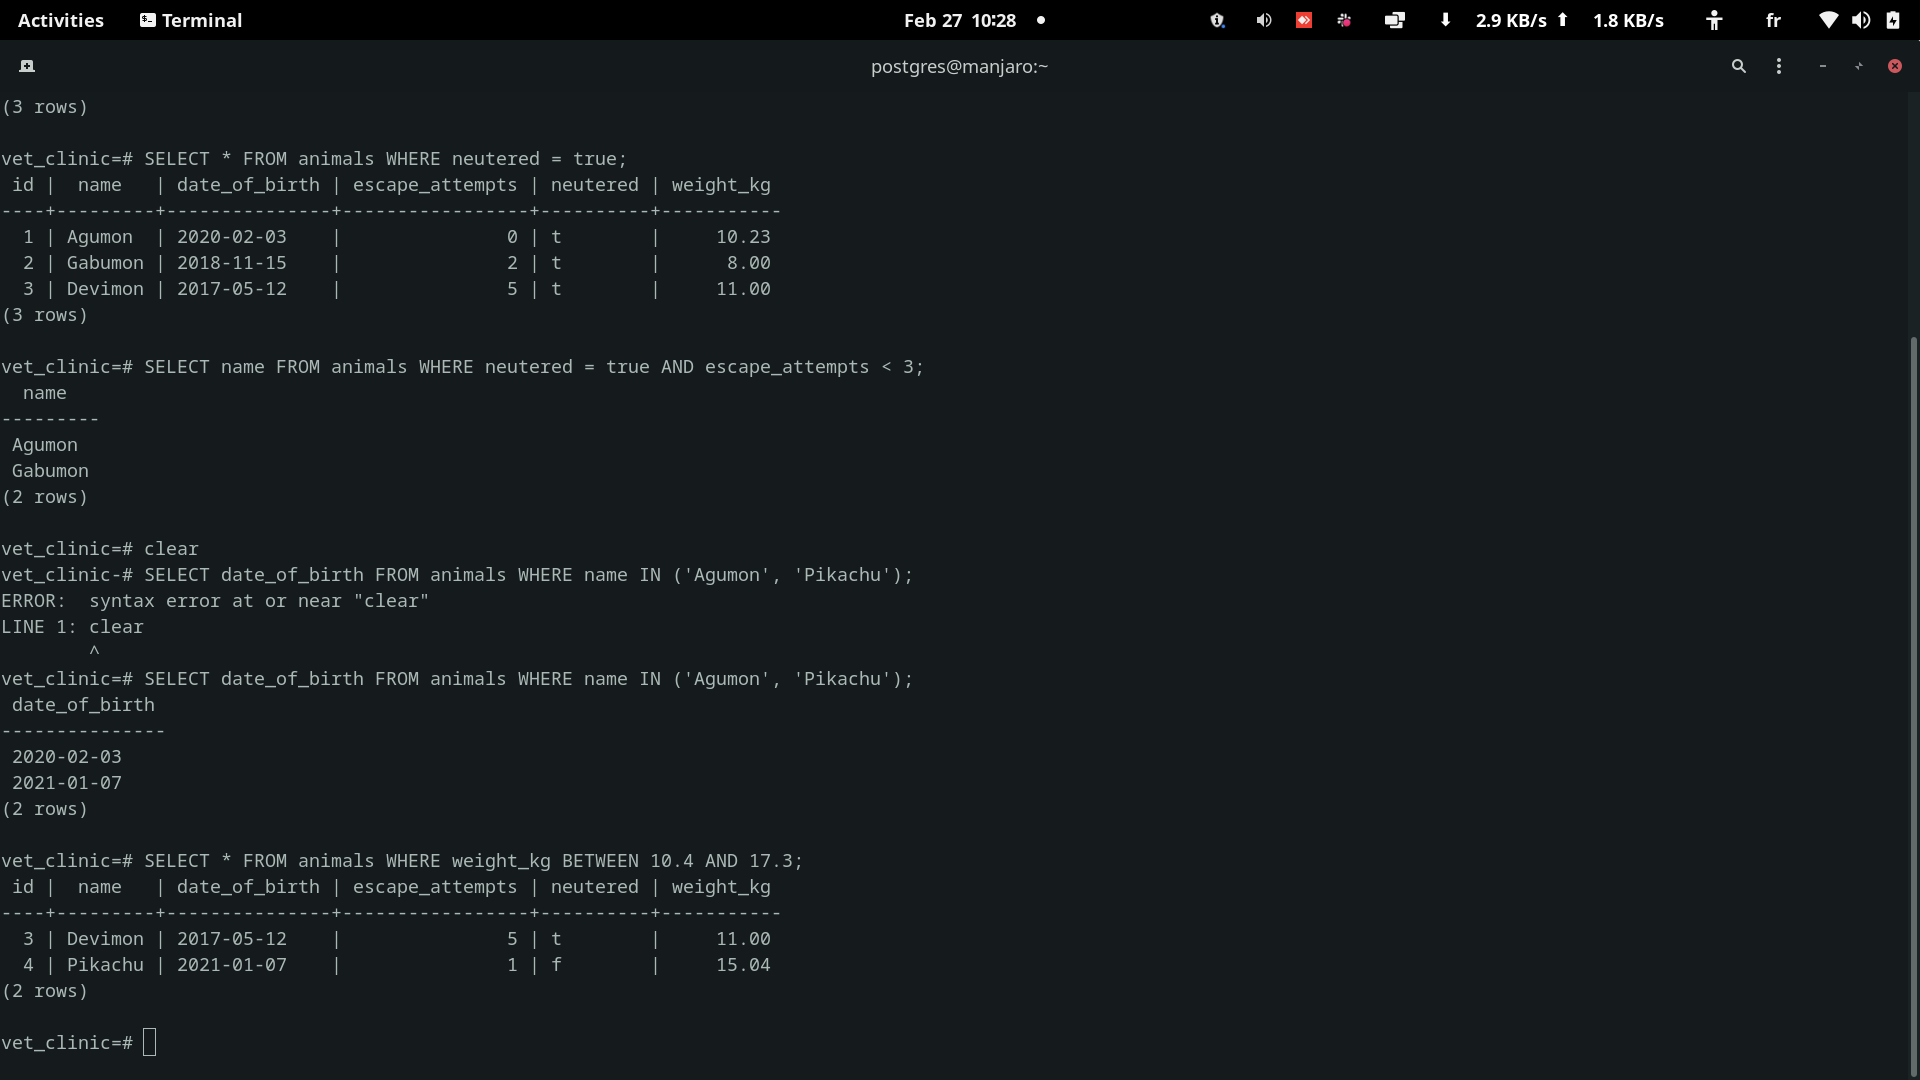 Activities Terminal Feb 27 10:28 2.9 KB/s 1.8 KB/s fr
postgres@manjaro:~
(3 rows)
vet_clinic=# SELECT * FROM animals WHERE neutered = true;
 id |  name   | date_of_birth | escape_attempts | neutered | weight_kg
----+---------+---------------+-----------------+----------+-----------
  1 | Agumon  | 2020-02-03    |               0 | t        |     10.23
  2 | Gabumon | 2018-11-15    |               2 | t        |      8.00
  3 | Devimon | 2017-05-12    |               5 | t        |     11.00
(3 rows)
vet_clinic=# SELECT name FROM animals WHERE neutered = true AND escape_attempts < 3;
  name
---------
 Agumon
 Gabumon
(2 rows)
vet_clinic=# clear
vet_clinic-# SELECT date_of_birth FROM animals WHERE name IN ('Agumon', 'Pikachu');
ERROR:  syntax error at or near "clear"
LINE 1: clear
        ^
vet_clinic=# SELECT date_of_birth FROM animals WHERE name IN ('Agumon', 'Pikachu');
 date_of_birth
---------------
 2020-02-03
 2021-01-07
(2 rows)
vet_clinic=# SELECT * FROM animals WHERE weight_kg BETWEEN 10.4 AND 17.3;
 id |  name   | date_of_birth | escape_attempts | neutered | weight_kg
----+---------+---------------+-----------------+----------+-----------
  3 | Devimon | 2017-05-12    |               5 | t        |     11.00
  4 | Pikachu | 2021-01-07    |               1 | f        |     15.04
(2 rows)
vet_clinic=#